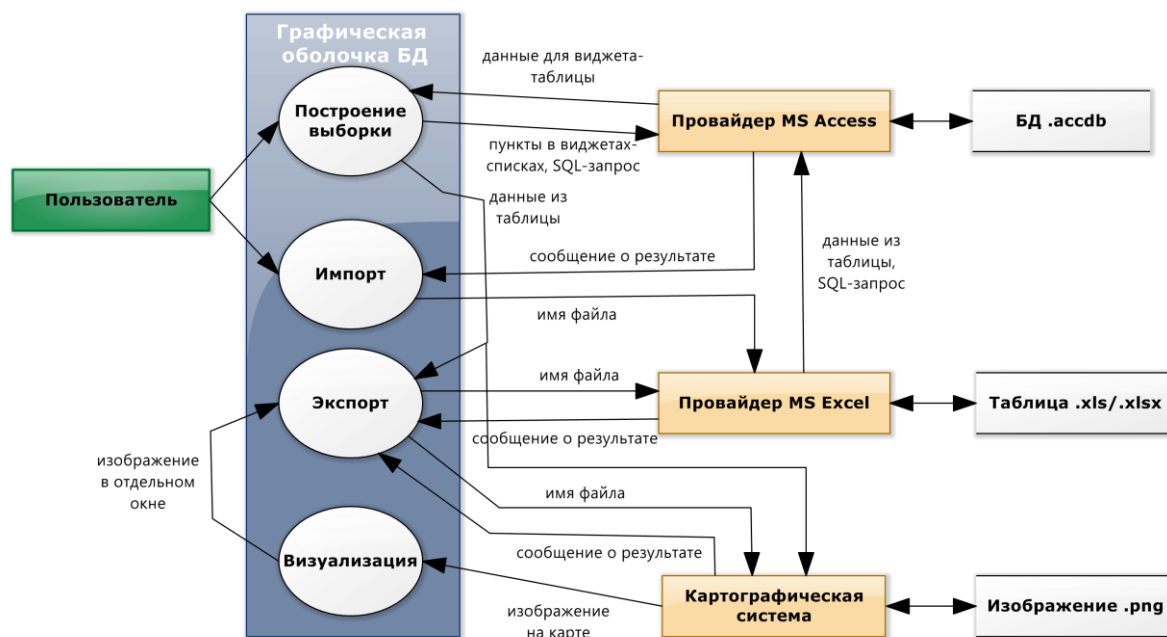 Графическая
оболочка БД
данные для виджета-
таблицы
Построение
выборки
Провайдер MS Access
БД .accdb
пункты в виджетах-
списках, SQL-запрос
Пользователь
данные из
таблицы
данные из
таблицы,
SQL-запрос
сообщение о результате
Импорт
имя файла
имя файла
Экспорт
Провайдер MS Excel
Таблица .xls/.xlsx
сообщение о результате
изображение
в отдельном
окне
имя файла
сообщение о результате
Визуализация
Картографическая
система
Изображение .png
изображение
на карте